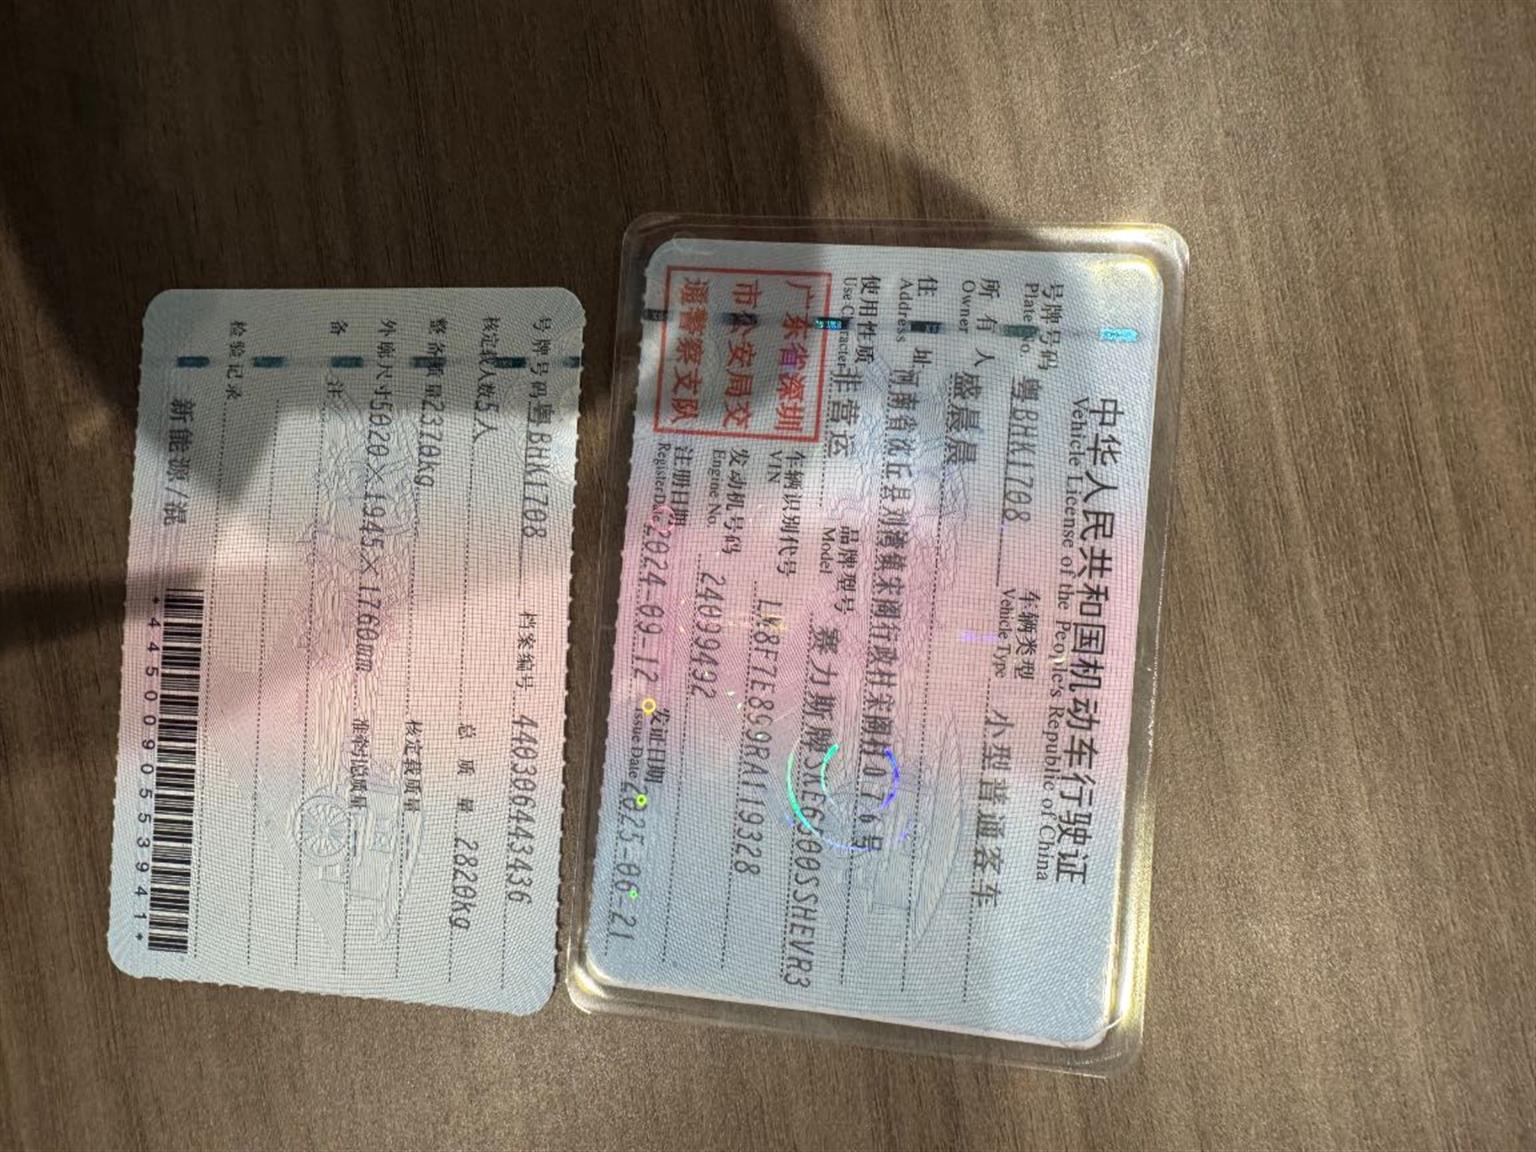 中华人民共和国机动车行驶证
Vehicle License of the People's Republic of China
号牌号码 粤BHK1708 车辆类型 小型普通客车
Plate No. Vehicle Type
所有人 盛晨晨
Owner
住址 河南省沈丘县刘湾镇宋阁行政村宋阁村076号
Address
使用性质 非营运 品牌型号 赛力斯牌SKE6500SSHEVR3
Use Character Model
广东省深圳
市公安局交
通警察支队
车辆识别代号
VIN LM8F7E899RA119328
发动机号码 24099492
Engine No.
注册日期 2024-09-12 发证日期 2025-06-21
Register Date Issue Date
号牌号码 粤BHK1708 档案编号 440306443436
核定载人数 5人 总质量 2820kg
整备质量 2370kg 核定载质量
外廓尺寸 5020×1945×1760mm 准牵引总质量
备注
检验记录
新能源/混
*4450090553941*